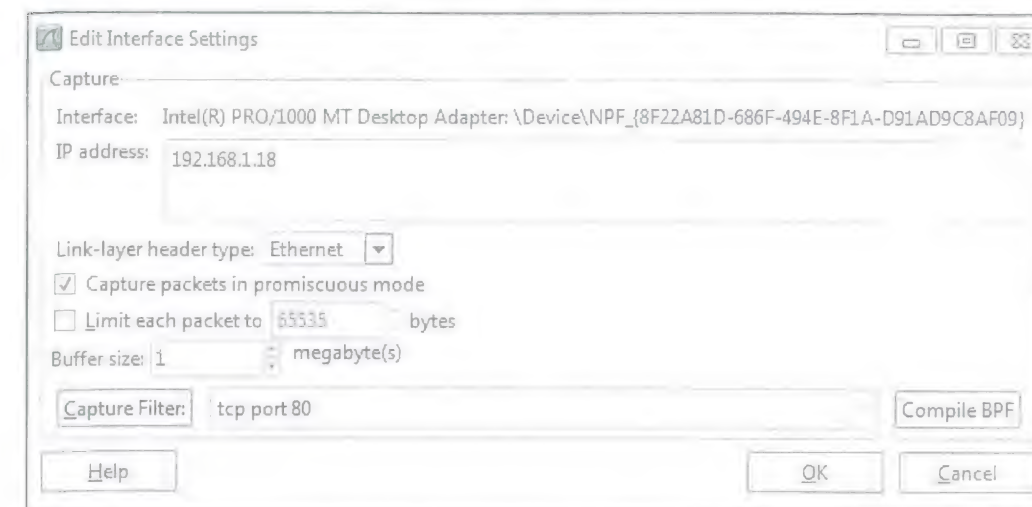 Edit Interface Settings
Capture
Interface: Intel(R) PRO/1000 MT Desktop Adapter: \Device\NPF_{8F22A81D-686F-494E-8F1A-D91AD9C8AF09}
IP address: 192.168.1.18
Link-layer header type: Ethernet
Capture packets in promiscuous mode
Limit each packet to 65535 bytes
Buffer size: 1 megabyte(s)
Capture Filter: tcp port 80 Compile BPF
Help OK Cancel